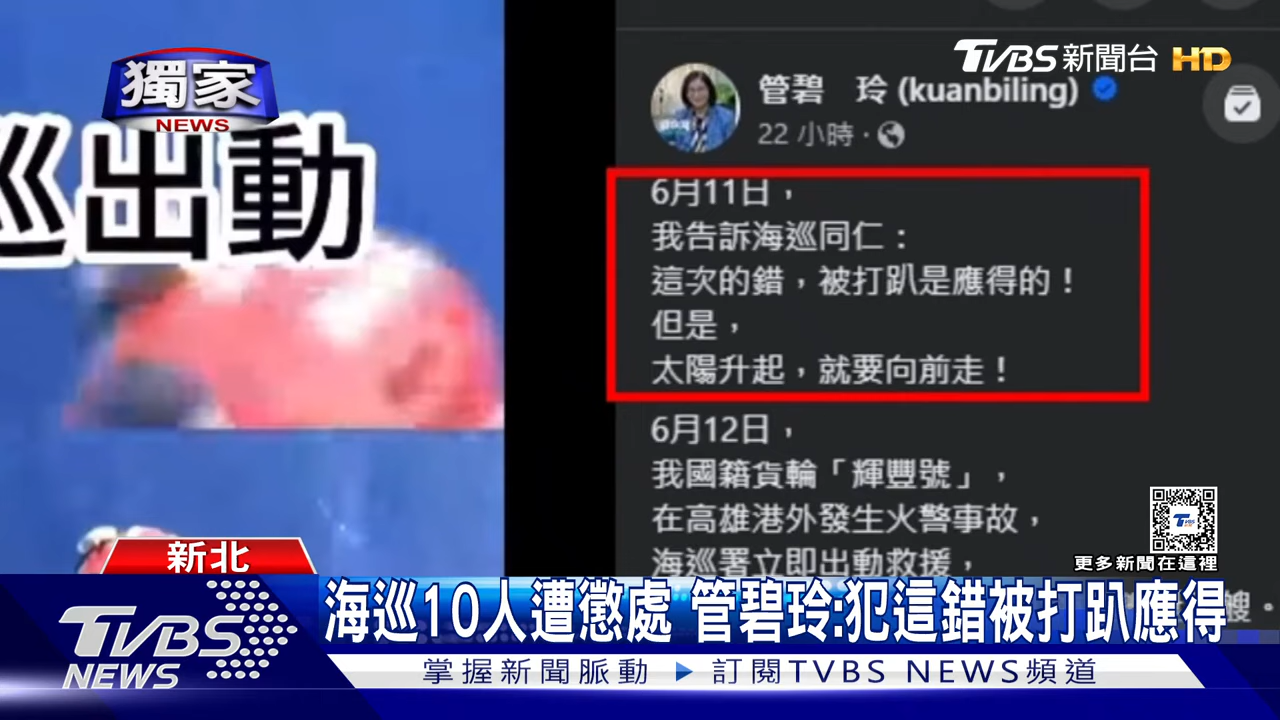 獨家
NEWS
巡出動
TVBS新聞台 HD
管碧 玲 (kuanbiling)
22 小時
6月11日，
我告訴海巡同仁：
這次的錯，被打趴是應得的！
但是，
太陽升起，就要向前走！
6月12日，
我國籍貨輪「輝豐號」，
在高雄港外發生火警事故，
海巡署立即出動救援，
艘。
更多新聞在這裡
新北
海巡10人遭懲處 管碧玲:犯這錯被打趴應得
TVBS
NEWS
掌握新聞脈動 ▶ 訂閱TVBS NEWS頻道